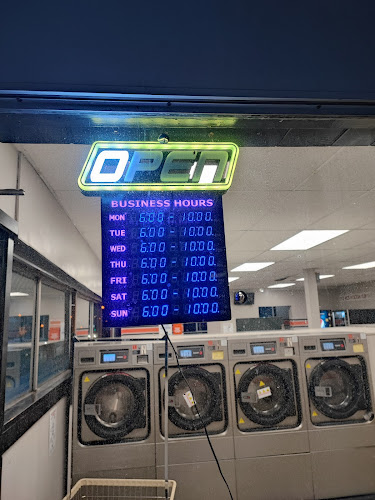 OPEN
BUSINESS HOURS
MON 6:00 - 10:00
TUE 6:00 - 10:00
WED 6:00 - 10:00
THU 6:00 - 10:00
FRI 6:00 - 10:00
SAT 6:00 - 10:00
SUN 6:00 - 10:00